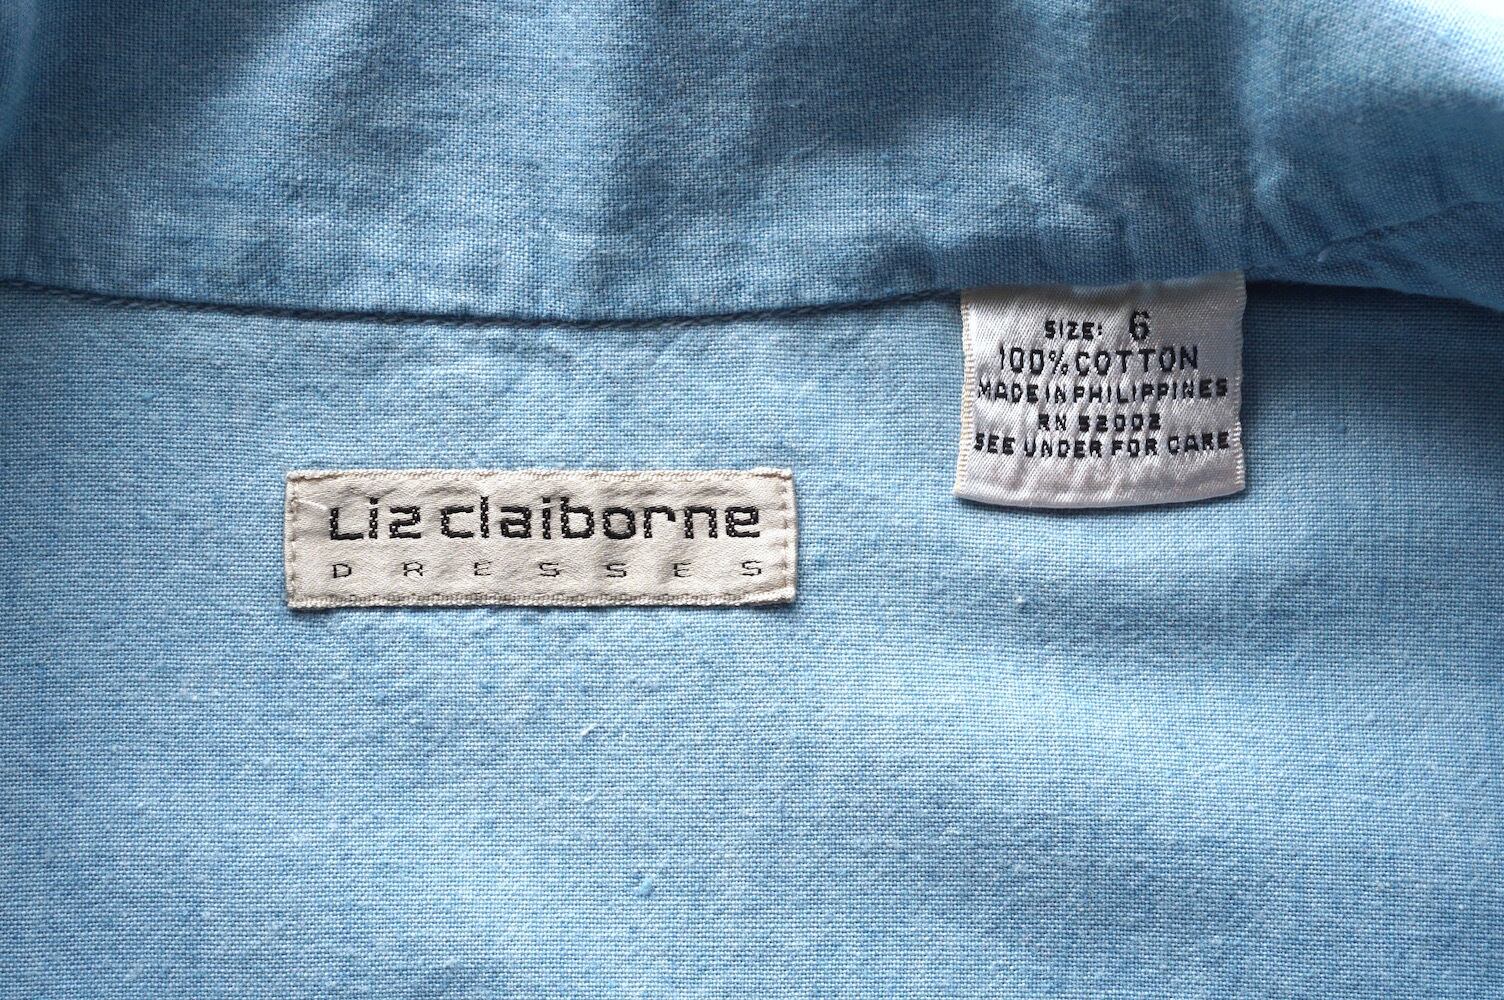 Liz claiborne
DRESSES
SIZE: 6
100% COTTON
MADE IN PHILIPPINES
RN 52002
SEE UNDER FOR CARE